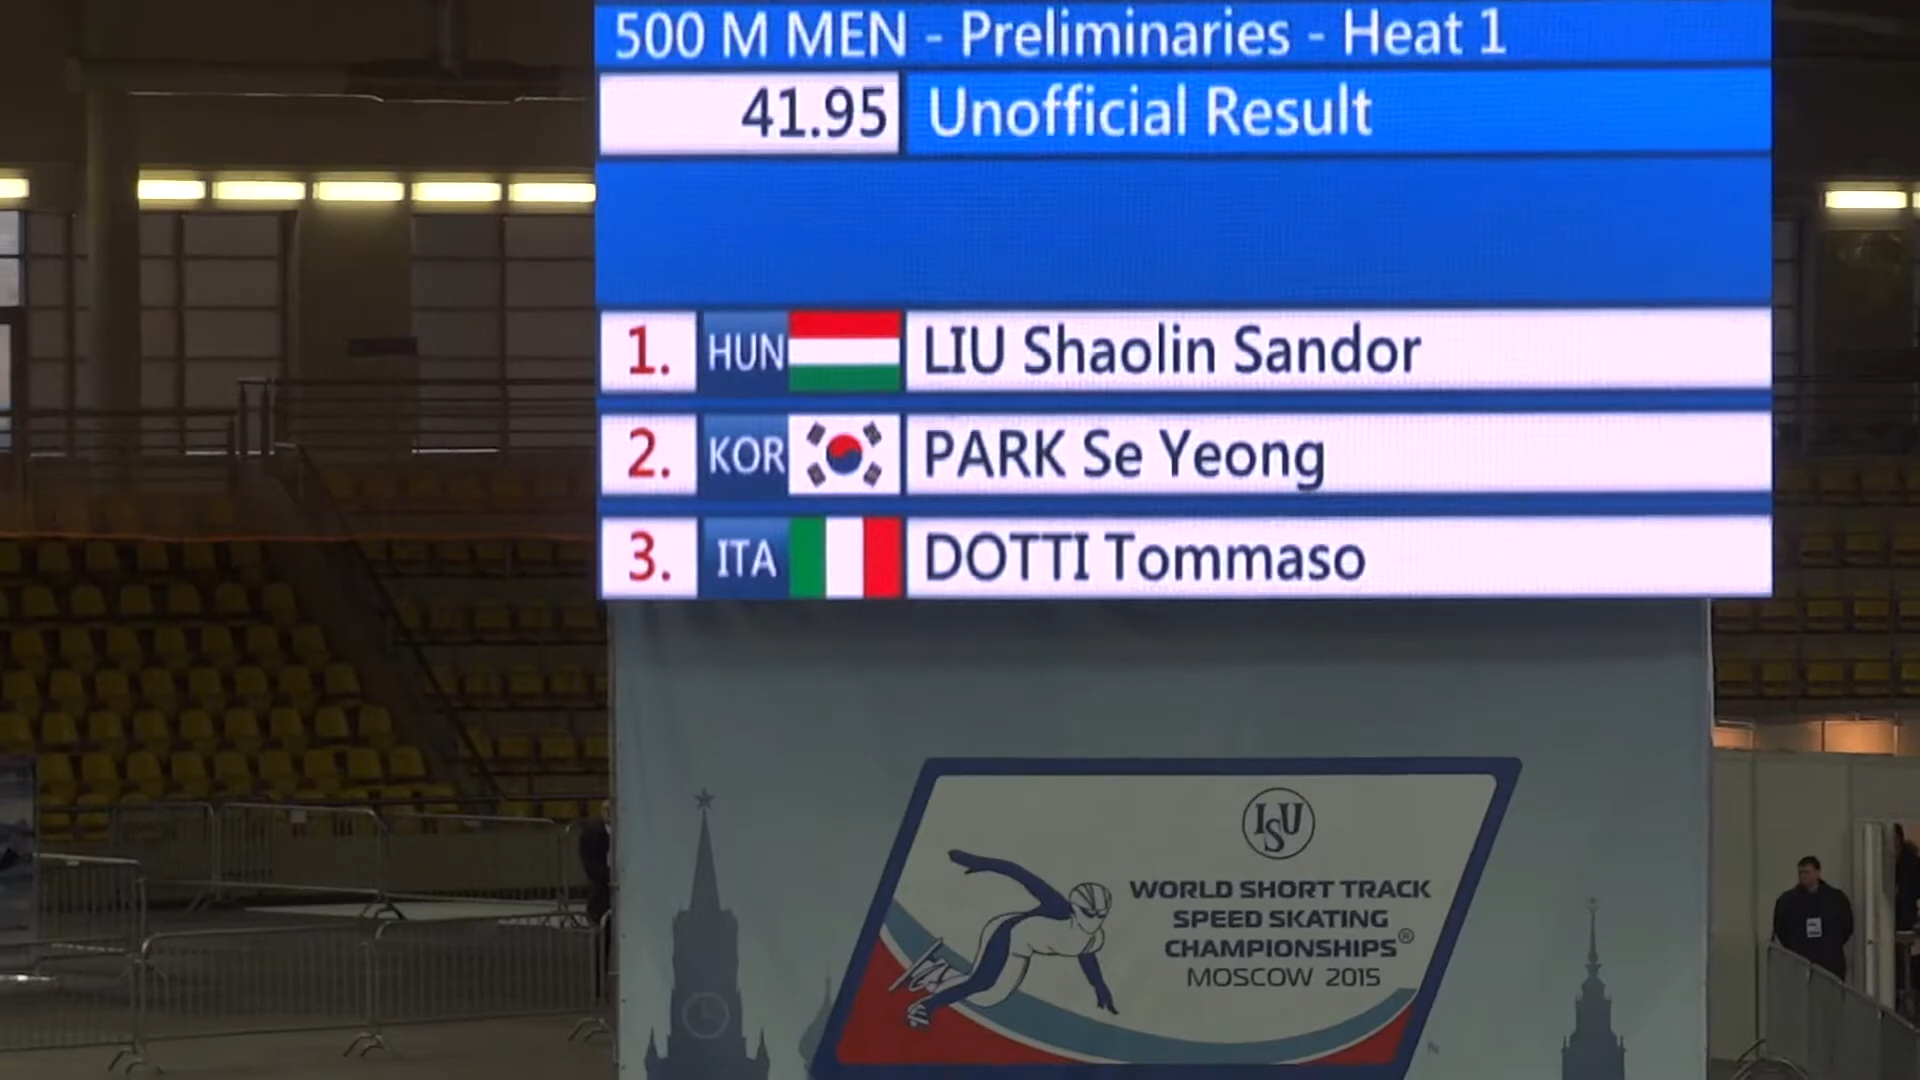 500 M MEN - Preliminaries - Heat 1
41.95 Unofficial Result
1. HUN LIU Shaolin Sandor
2. KOR PARK Se Yeong
3. ITA DOTTI Tommaso
ISU
WORLD SHORT TRACK
SPEED SKATING
CHAMPIONSHIPS®
MOSCOW 2015